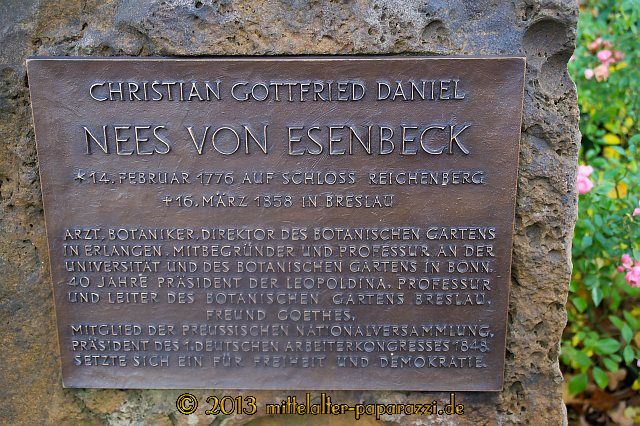 CHRISTIAN GOTTFRIED DANIEL
NEES VON ESENBECK
*14. FEBRUAR 1776 AUF SCHLOSS REICHENBERG
✝16. MÄRZ 1858 IN BRESLAU
ARZT, BOTANIKER, DIREKTOR DES BOTANISCHEN GARTENS
IN ERLANGEN. MITBEGRÜNDER UND PROFESSUR AN DER
UNIVERSITÄT UND DES BOTANISCHEN GARTENS IN BONN.
40 JAHRE PRÄSIDENT DER LEOPOLDINA. PROFESSUR
UND LEITER DES BOTANISCHEN GARTENS BRESLAU.
FREUND GOETHES.
MITGLIED DER PREUSSISCHEN NATIONALVERSAMMLUNG.
PRÄSIDENT DES 1. DEUTSCHEN ARBEITERKONGRESSES 1848.
SETZTE SICH EIN FÜR FREIHEIT UND DEMOKRATIE.
© 2013 mittelalter-paparazzi.de